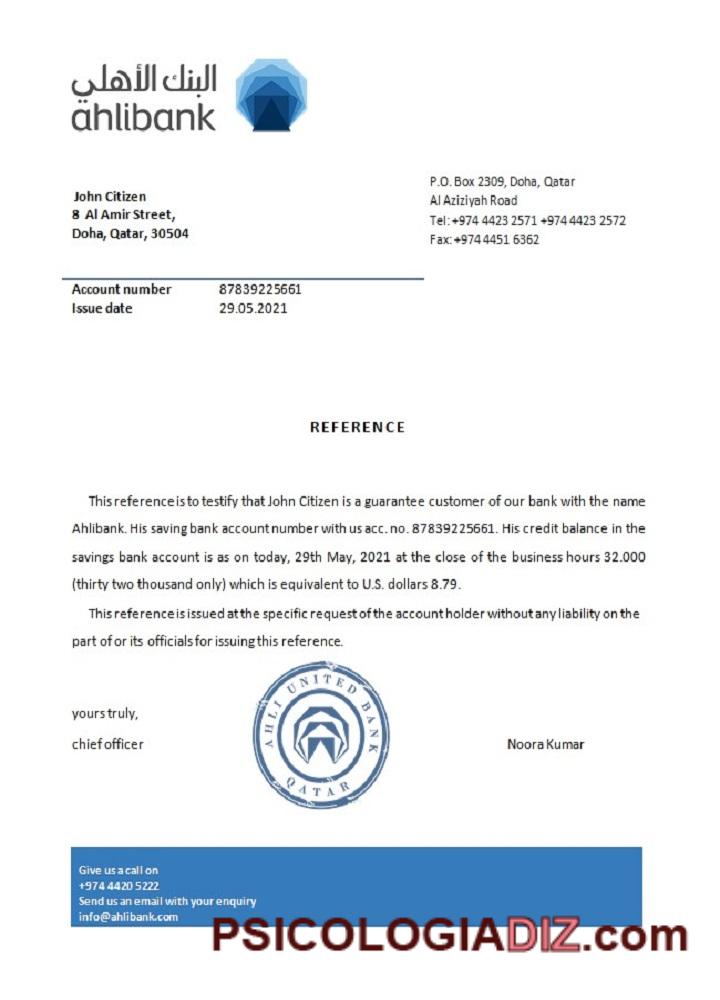 البنك الأهلي
ahlibank
P.O. Box 2309, Doha, Qatar
Al Aziziyah Road
Tel: +974 4423 2571 +974 4423 2572
Fax: +974 4451 6362
John Citizen
8 Al Amir Street,
Doha, Qatar, 30504
Account number 87839225661
Issue date 29.05.2021
REFERENCE
This reference is to testify that John Citizen is a guarantee customer of our bank with the name
Ahlibank. His saving bank account number with us acc. no. 87839225661. His credit balance in the
savings bank account is as on today, 29th May, 2021 at the close of the business hours 32.000
(thirty two thousand only) which is equivalent to U.S. dollars 8.79.
This reference is issued at the specific request of the account holder without any liability on the
part of or its officials for issuing this reference.
yours truly,
chief officer
AHLI UNITED BANK
QATAR
Noora Kumar
Give us a call on
+974 4420 5222
Send us an email with your enquiry
info@ahlibank.com
PSICOLOGIADIZ.com